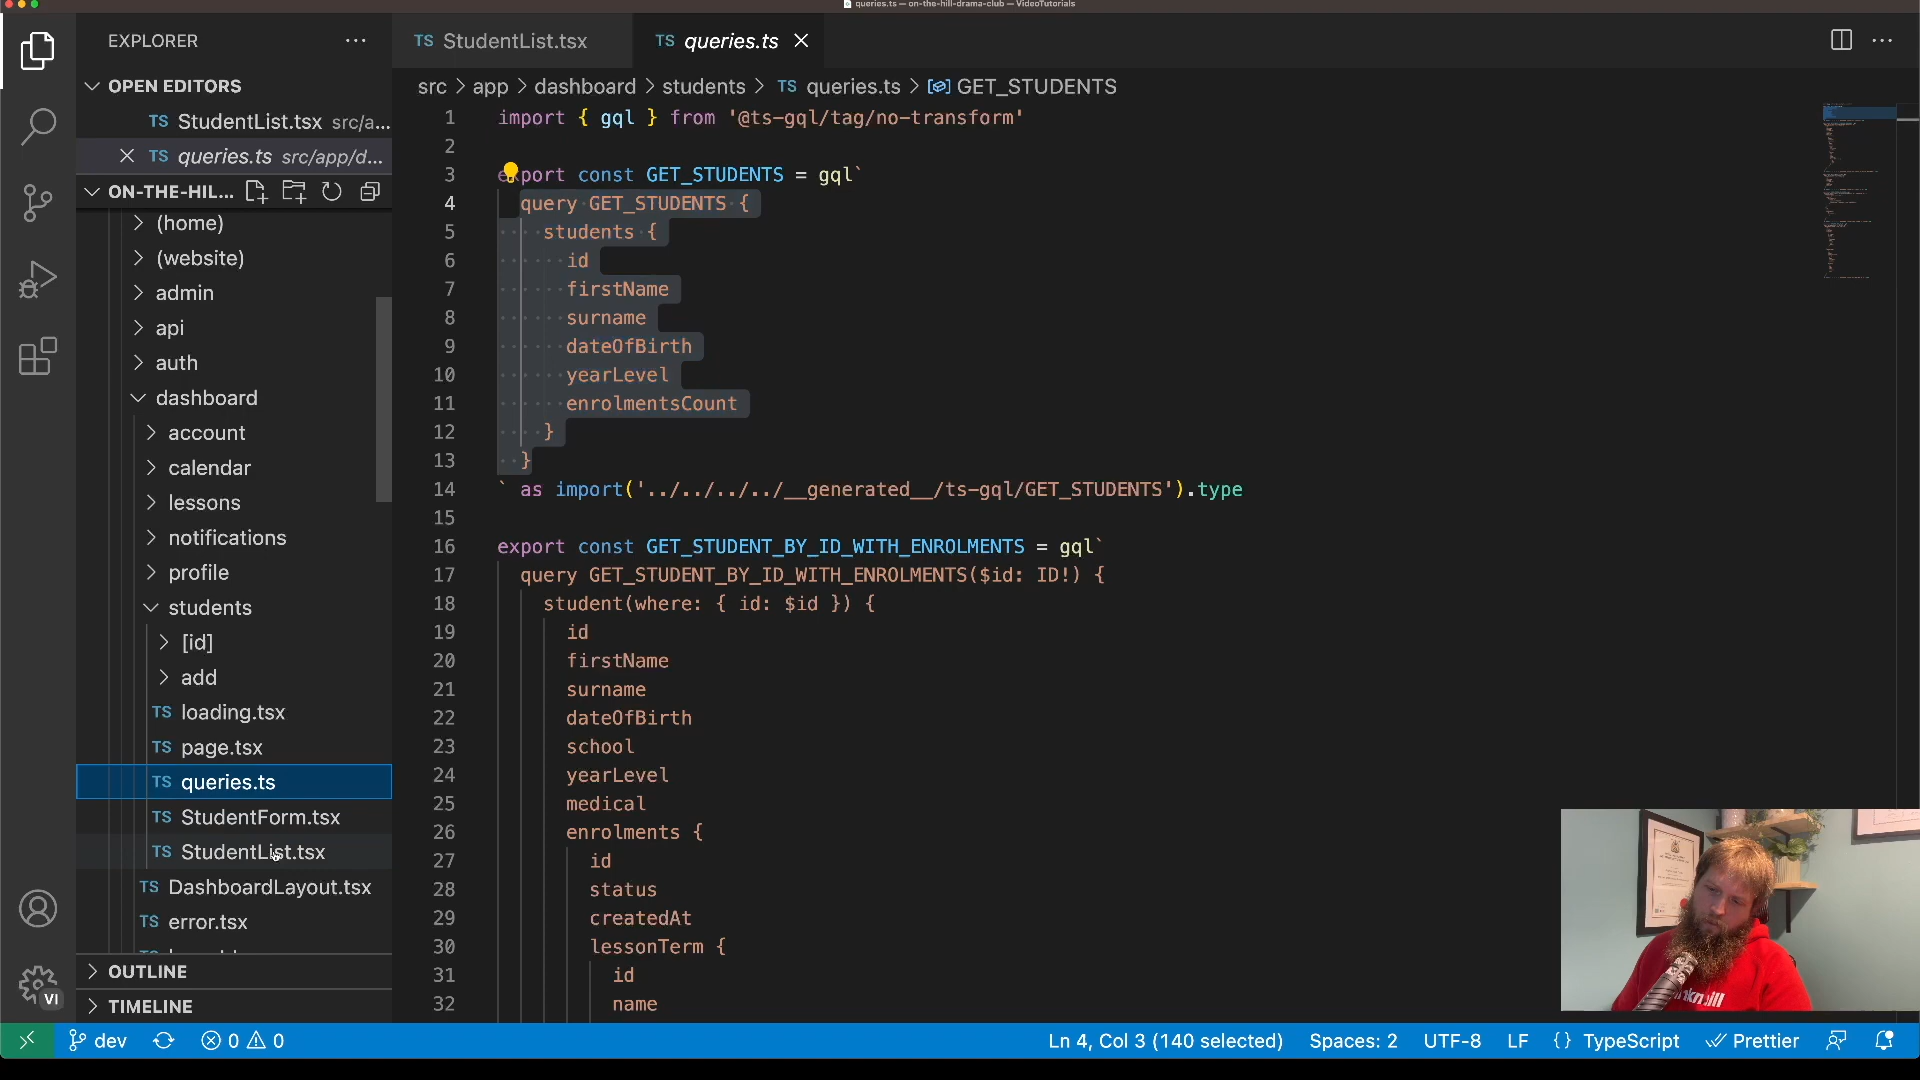 queries.ts — on-the-hill-drama-club — VideoTutorials
EXPLORER
TS StudentList.tsx
TS queries.ts
OPEN EDITORS
TS StudentList.tsx src/a...
TS queries.ts src/app/d...
ON-THE-HIL...
(home)
(website)
admin
api
auth
dashboard
account
calendar
lessons
notifications
profile
students
[id]
add
TS loading.tsx
TS page.tsx
TS queries.ts
TS StudentForm.tsx
TS StudentList.tsx
TS DashboardLayout.tsx
TS error.tsx
OUTLINE
TIMELINE
src > app > dashboard > students > TS queries.ts > GET_STUDENTS
1 import { gql } from '@ts-gql/tag/no-transform'
2
3 export const GET_STUDENTS = gql`
4 query GET_STUDENTS {
5 students {
6 id
7 firstName
8 surname
9 dateOfBirth
10 yearLevel
11 enrolmentsCount
12 }
13 }
14 ` as import('../../../../__generated__/ts-gql/GET_STUDENTS').type
15
16 export const GET_STUDENT_BY_ID_WITH_ENROLMENTS = gql`
17 query GET_STUDENT_BY_ID_WITH_ENROLMENTS($id: ID!) {
18 student(where: { id: $id }) {
19 id
20 firstName
21 surname
22 dateOfBirth
23 school
24 yearLevel
25 medical
26 enrolments {
27 id
28 status
29 createdAt
30 lessonTerm {
31 id
32 name
VI
dev
0 0
Ln 4, Col 3 (140 selected)
Spaces: 2
UTF-8
LF
{ } TypeScript
Prettier